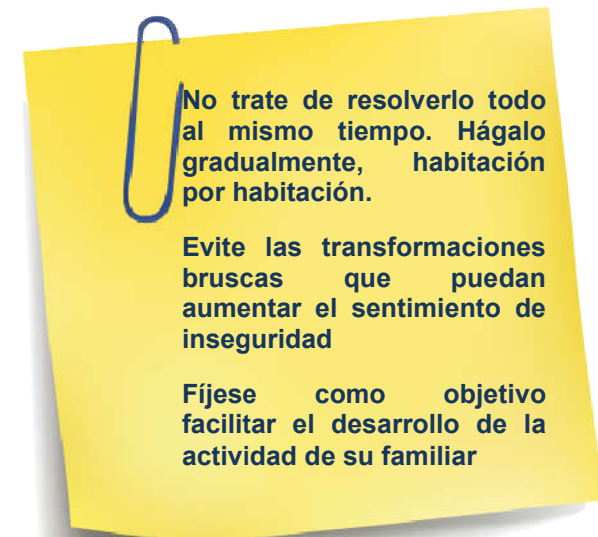 No trate de resolverlo todo
al mismo tiempo. Hágalo
gradualmente, habitación
por habitación.
Evite las transformaciones
bruscas que puedan
aumentar el sentimiento de
inseguridad
Fíjese como objetivo
facilitar el desarrollo de la
actividad de su familiar